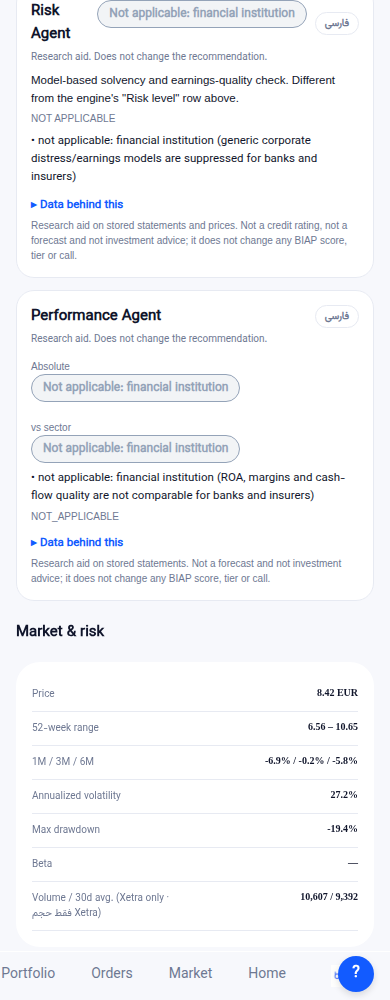 Risk
Agent
Not applicable: financial institution
فارسی
Research aid. Does not change the recommendation.
Model-based solvency and earnings-quality check. Different
from the engine's "Risk level" row above.
NOT APPLICABLE
• not applicable: financial institution (generic corporate
distress/earnings models are suppressed for banks and
insurers)
▸ Data behind this
Research aid on stored statements and prices. Not a credit rating, not a
forecast and not investment advice; it does not change any BIAP score,
tier or call.
Performance Agent
فارسی
Research aid. Does not change the recommendation.
Absolute
Not applicable: financial institution
vs sector
Not applicable: financial institution
• not applicable: financial institution (ROA, margins and cash-
flow quality are not comparable for banks and insurers)
NOT_APPLICABLE
▸ Data behind this
Research aid on stored statements. Not a forecast and not investment
advice; it does not change any BIAP score, tier or call.
Market & risk
Price 8.42 EUR
52-week range 6.56 – 10.65
1M / 3M / 6M -6.9% / -0.2% / -5.8%
Annualized volatility 27.2%
Max drawdown -19.4%
Beta —
Volume / 30d avg. (Xetra only · 10,607 / 9,392
فقط حجم Xetra)
Portfolio Orders Market Home ?